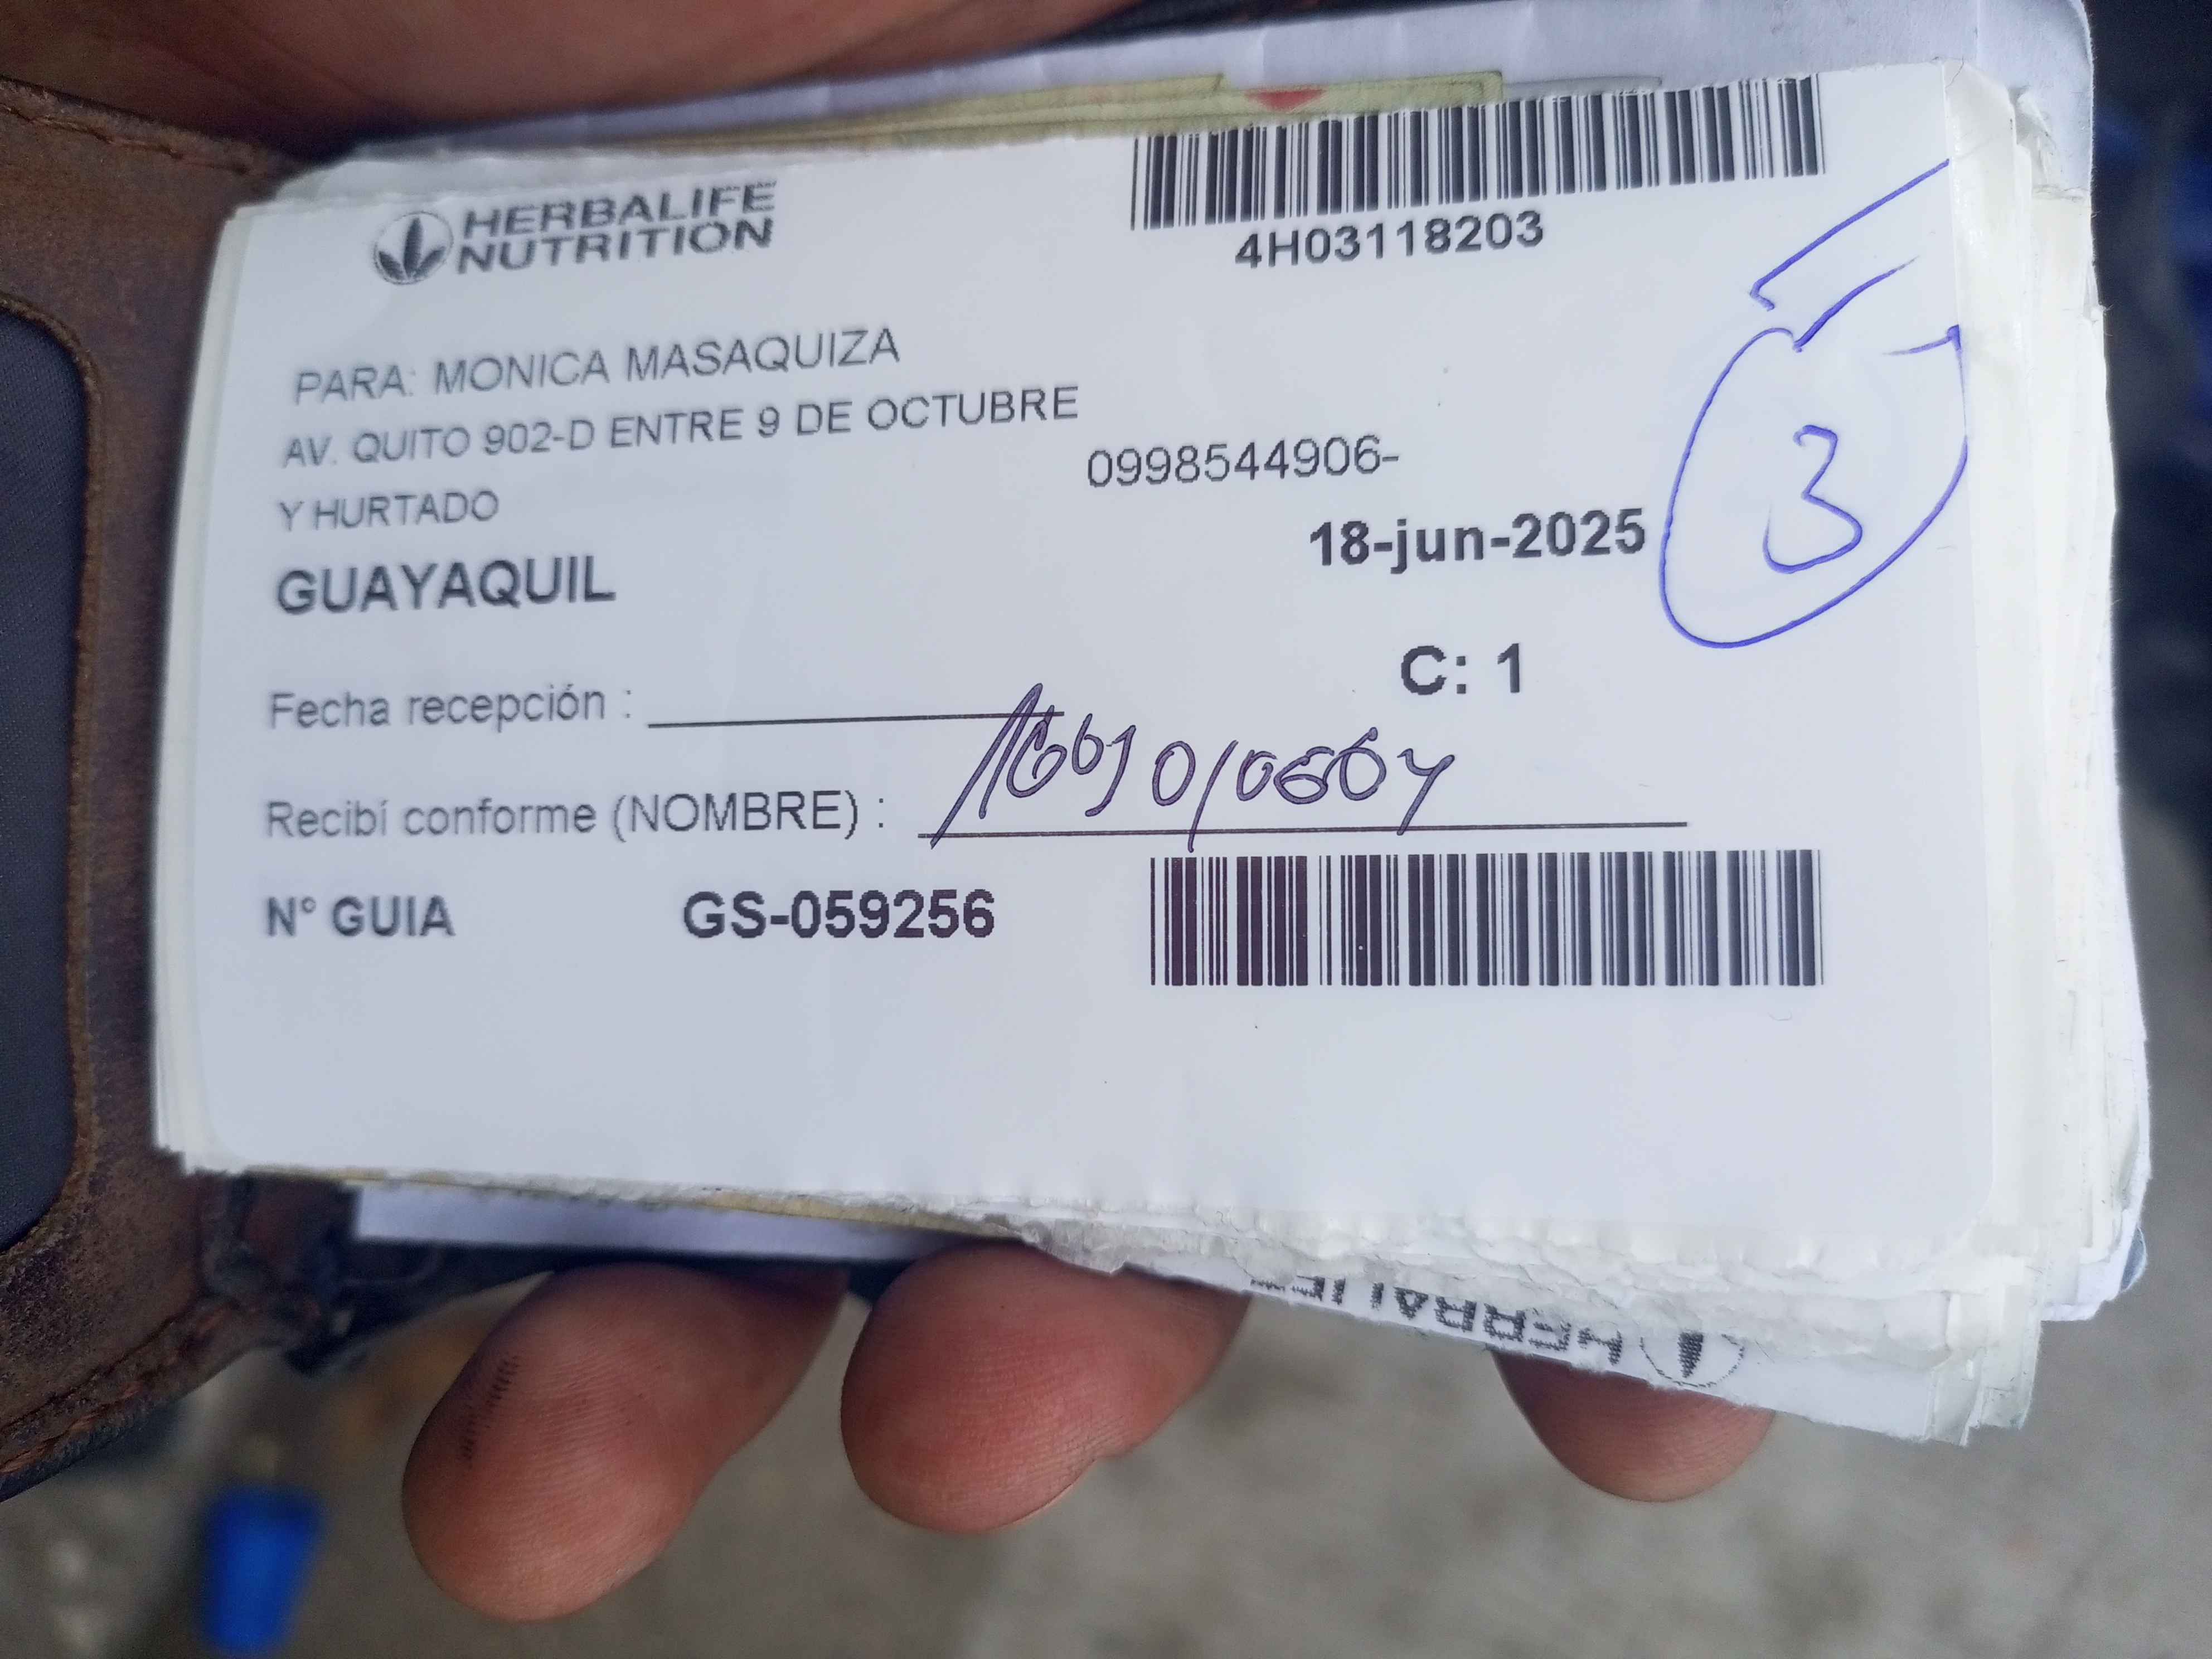 HERBALIFE
NUTRITION
4H03118203
PARA: MONICA MASAQUIZA
AV. QUITO 902-D ENTRE 9 DE OCTUBRE
Y HURTADO
0998544906-
18-jun-2025
3
GUAYAQUIL
C: 1
Fecha recepción :
Recibí conforme (NOMBRE) :
N° GUIA GS-059256
HERBALIFE